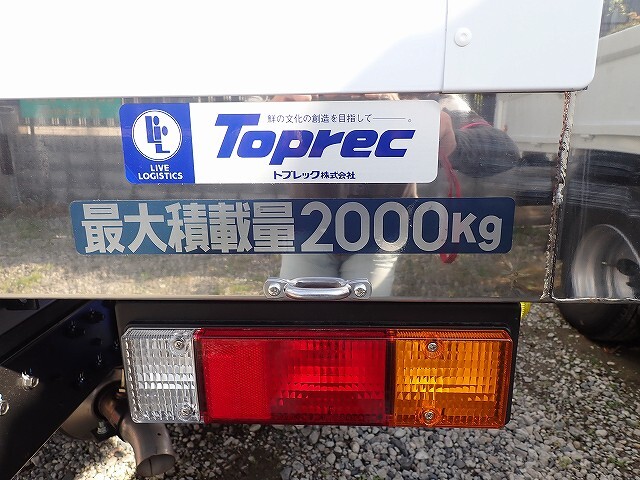 鮮の文化の創造を目指して———。
Toprec
LIVE
LOGISTICS
トプレック株式会社
最大積載量2000Kg